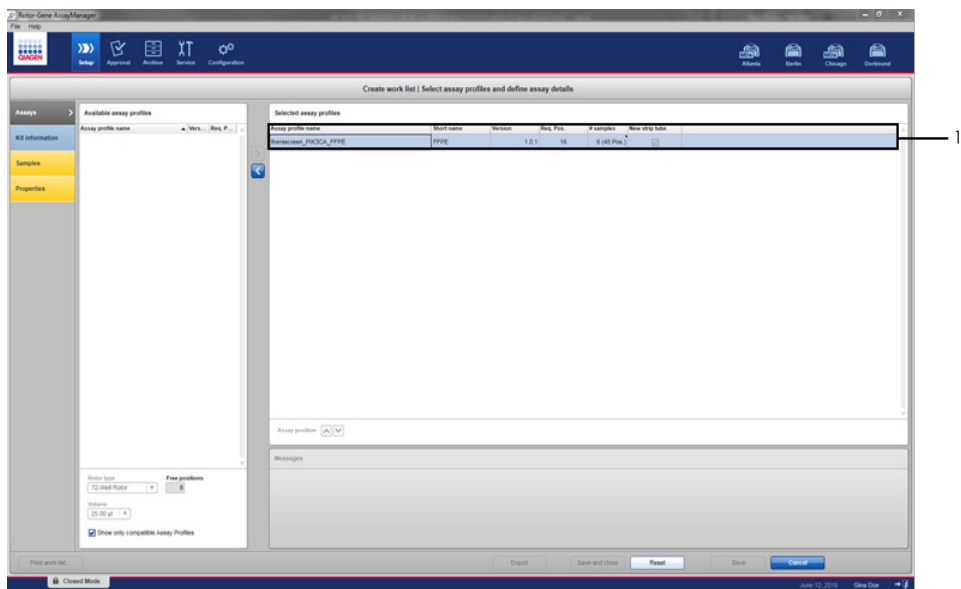 Rotor-Gene AssayManager
File Help
QIAGEN
Setup Approval Archive Service Configuration
Atlanta Berlin Chicago Dortmund
Create work list | Select assay profiles and define assay details
Assays
Kit information
Samples
Properties
Available assay profiles
Assay profile name Vers... Req. P...
Selected assay profiles
Assay profile name Short name Version Req. Pos. # samples New strip tube
therascreen_PIK3CA_FFPE FFPE 1.0.1 16 6 (48 Pos.)
1
Assay position
Messages
Rotor type Free positions
72-Well Rotor 8
Volume
25.00 µl
Show only compatible Assay Profiles
Print work list... Export Save and close Reset Save Cancel
Closed Mode June 12, 2019 Gina Doe